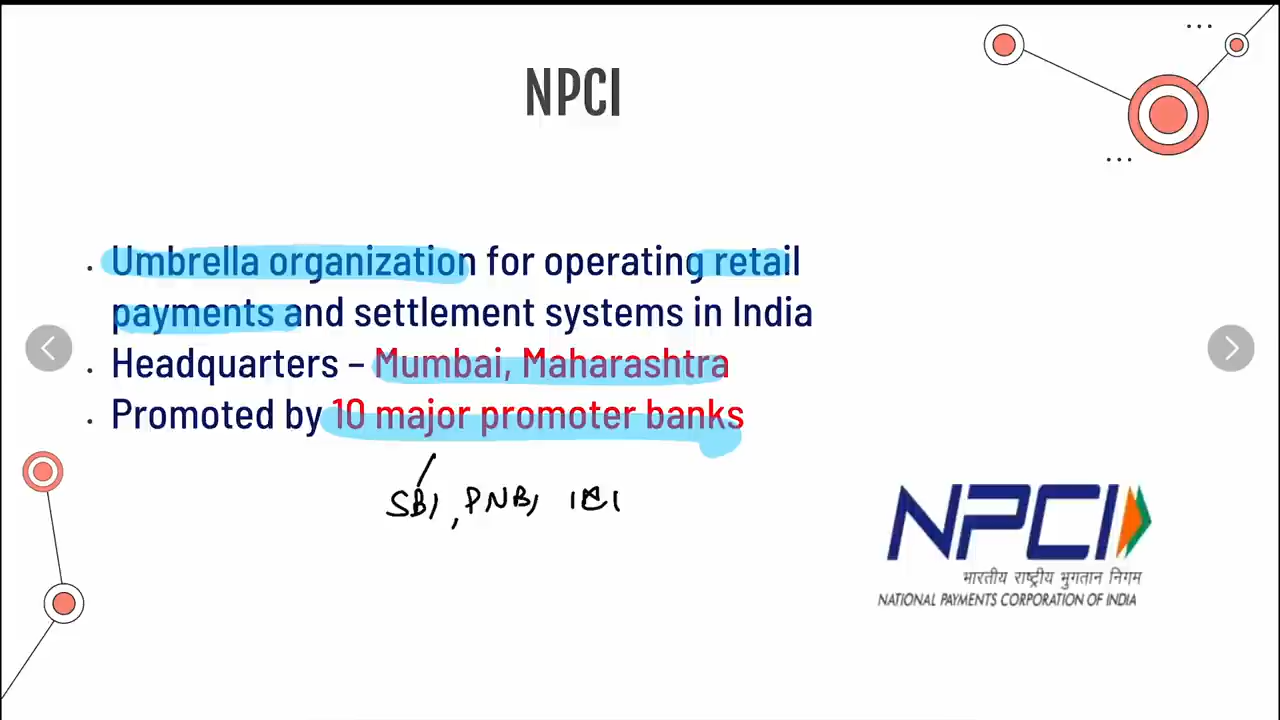 NPCI
• Umbrella organization for operating retail
payments and settlement systems in India
• Headquarters – Mumbai, Maharashtra
• Promoted by 10 major promoter banks
SBI, PNB,
NPCI
भारतीय राष्ट्रीय भुगतान निगम
NATIONAL PAYMENTS CORPORATION OF INDIA